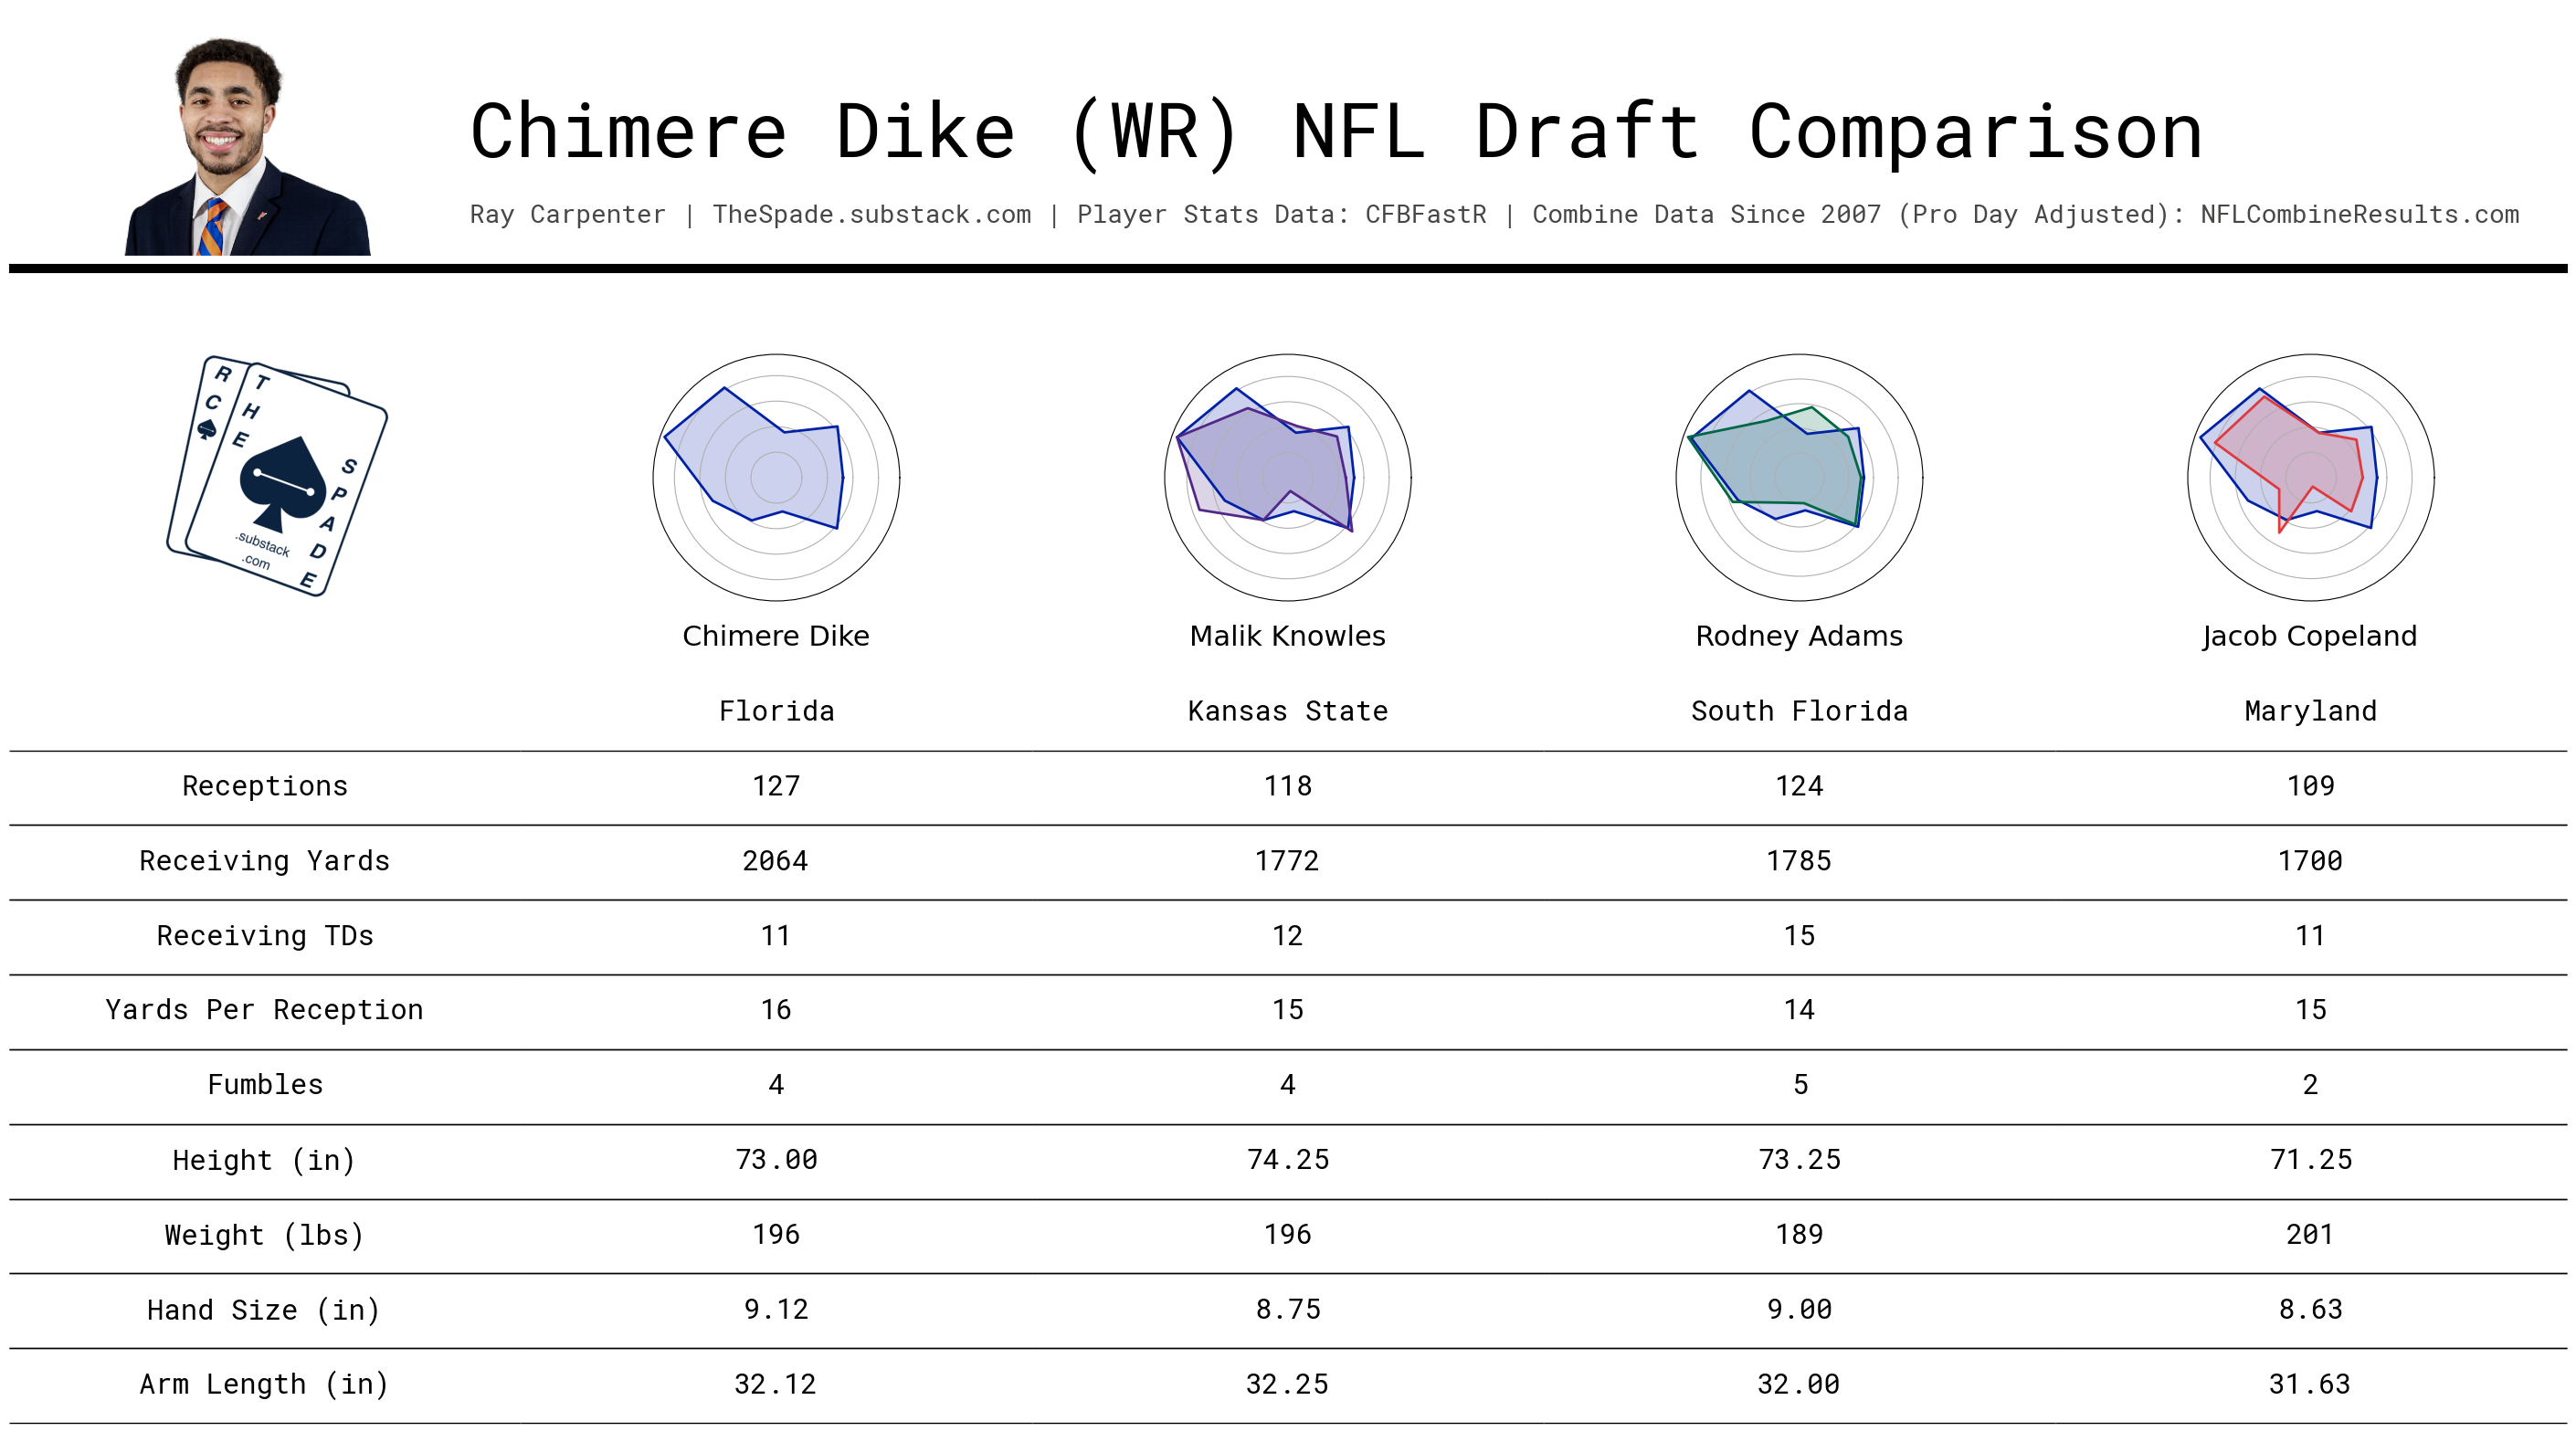 Chimere Dike (WR) NFL Draft Comparison
Ray Carpenter | TheSpade.substack.com | Player Stats Data: CFBFastR | Combine Data Since 2007 (Pro Day Adjusted): NFLCombineResults.com
RC
THE
SPADE
.substack
.com
Chimere Dike Malik Knowles Rodney Adams Jacob Copeland
Florida Kansas State South Florida Maryland
Receptions 127 118 124 109
Receiving Yards 2064 1772 1785 1700
Receiving TDs 11 12 15 11
Yards Per Reception 16 15 14 15
Fumbles 4 4 5 2
Height (in) 73.00 74.25 73.25 71.25
Weight (lbs) 196 196 189 201
Hand Size (in) 9.12 8.75 9.00 8.63
Arm Length (in) 32.12 32.25 32.00 31.63